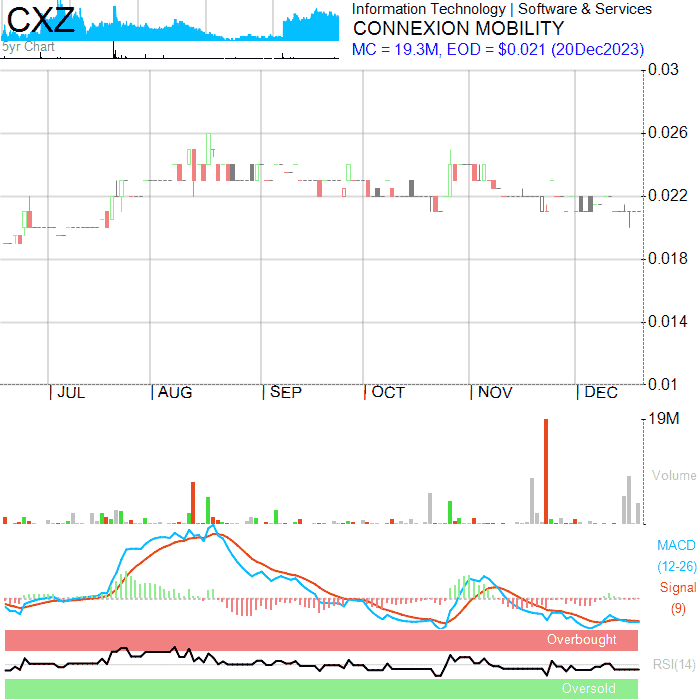 CXZ
5yr Chart
Information Technology | Software & Services
CONNEXION MOBILITY
MC = 19.3M, EOD = $0.021 (20Dec2023)
0.03
0.026
0.022
0.018
0.014
0.01
| JUL | AUG | SEP | OCT | NOV | DEC
19M
Volume
MACD
(12-26)
Signal
(9)
Overbought
RSI(14)
Oversold